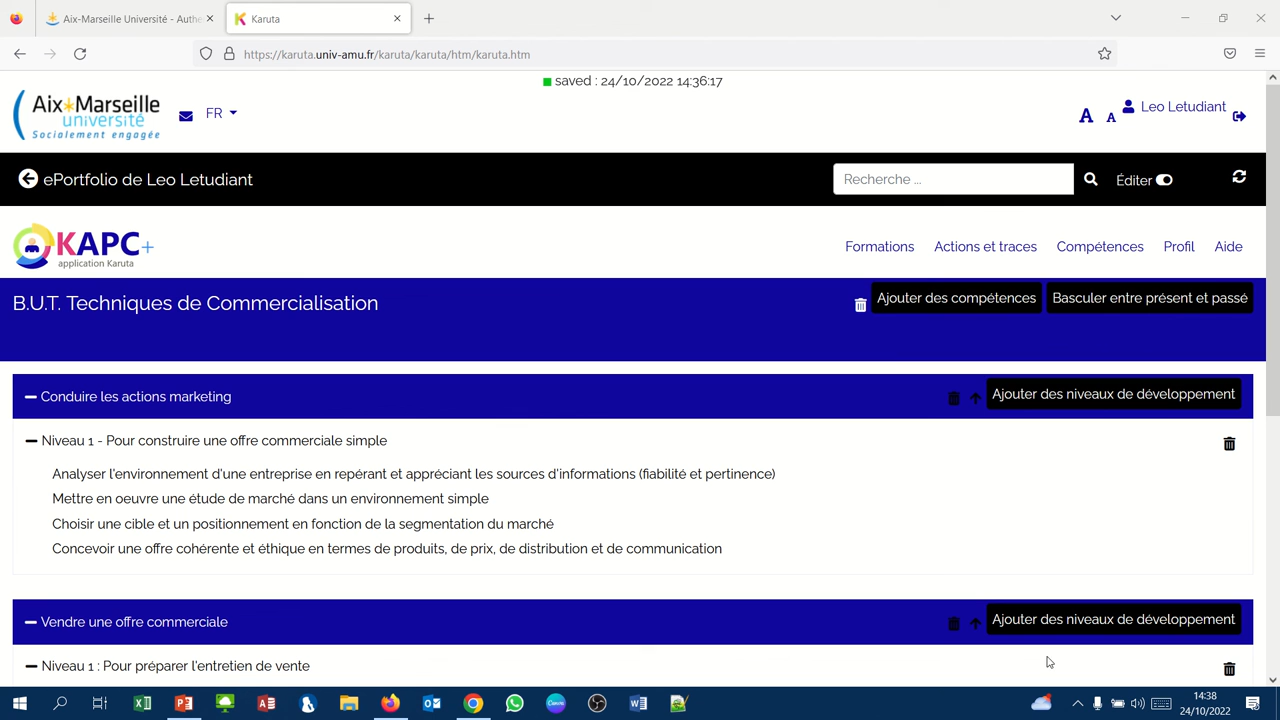 Aix-Marseille Université - Authe
Karuta
https://karuta.univ-amu.fr/karuta/karuta/htm/karuta.htm
saved : 24/10/2022 14:36:17
Aix*Marseille
université
Socialement engagée
FR
A A
Leo Letudiant
ePortfolio de Leo Letudiant
Recherche ...
Éditer
KAPC+
application Karuta
Formations
Actions et traces
Compétences
Profil
Aide
B.U.T. Techniques de Commercialisation
Ajouter des compétences
Basculer entre présent et passé
Conduire les actions marketing
Ajouter des niveaux de développement
Niveau 1 - Pour construire une offre commerciale simple
Analyser l'environnement d'une entreprise en repérant et appréciant les sources d'informations (fiabilité et pertinence)
Mettre en oeuvre une étude de marché dans un environnement simple
Choisir une cible et un positionnement en fonction de la segmentation du marché
Concevoir une offre cohérente et éthique en termes de produits, de prix, de distribution et de communication
Vendre une offre commerciale
Ajouter des niveaux de développement
Niveau 1 : Pour préparer l'entretien de vente
14:38
24/10/2022